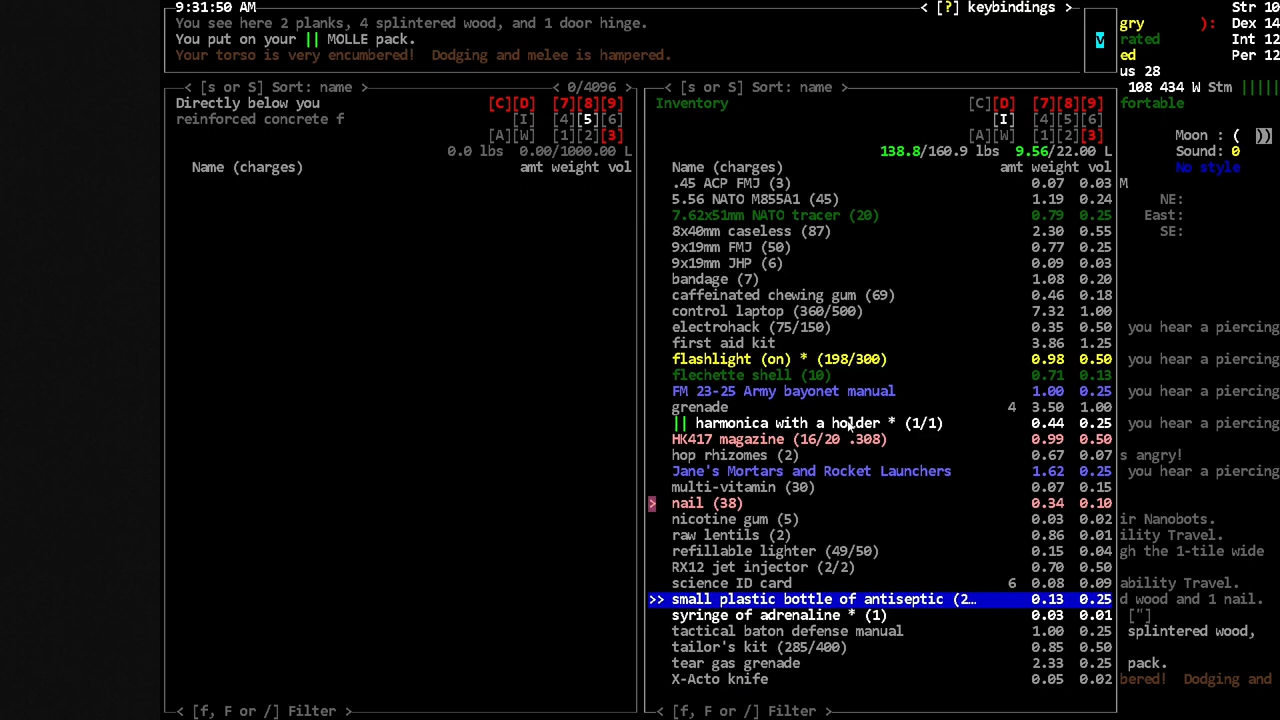 9:31:50 AM
< [?] keybindings >
Str 10
You see here 2 planks, 4 splintered wood, and 1 door hinge.
gry ): Dex 14
You put on your || MOLLE pack.
v rated Int 12
Your torso is very encumbered! Dodging and melee is hampered.
ed Per 12
us 28
< [s or S] Sort: name > < 0/4096 > < [s or S] Sort: name > 108 434 W Stm |||||
Directly below you [C][D] [7][8][9] Inventory [C][D] [7][8][9] fortable
reinforced concrete f [I] [4][5][6] [I] [4][5][6]
[A][W] [1][2][3] [A][W] [1][2][3] Moon : ( ))
0.0 lbs 0.00/1000.00 L 138.8/160.9 lbs 9.56/22.00 L Sound: 0
Name (charges) amt weight vol Name (charges) amt weight vol No style
.45 ACP FMJ (3) 0.07 0.03 M
5.56 NATO M855A1 (45) 1.19 0.24 NE:
7.62x51mm NATO tracer (20) 0.79 0.25 East:
8x40mm caseless (87) 2.30 0.55 SE:
9x19mm FMJ (50) 0.77 0.25
9x19mm JHP (6) 0.09 0.03
bandage (7) 1.08 0.20
caffeinated chewing gum (69) 0.46 0.18
control laptop (360/500) 7.32 1.00
electrohack (75/150) 0.35 0.50 you hear a piercing
first aid kit 3.86 1.25
flashlight (on) * (198/300) 0.98 0.50 you hear a piercing
flechette shell (10) 0.71 0.13
FM 23-25 Army bayonet manual 1.00 0.25 you hear a piercing
grenade 4 3.50 1.00
|| harmonica with a holder * (1/1) 0.44 0.25 you hear a piercing
HK417 magazine (16/20 .308) 0.99 0.50
hop rhizomes (2) 0.67 0.07 s angry!
Jane's Mortars and Rocket Launchers 1.62 0.25 you hear a piercing
multi-vitamin (30) 0.07 0.15
> nail (38) 0.34 0.10
nicotine gum (5) 0.03 0.02 ir Nanobots.
raw lentils (2) 0.86 0.01 ility Travel.
refillable lighter (49/50) 0.15 0.04 gh the 1-tile wide
RX12 jet injector (2/2) 0.70 0.50
science ID card 6 0.08 0.09 ability Travel.
>> small plastic bottle of antiseptic (2… 0.13 0.25 d wood and 1 nail.
syringe of adrenaline * (1) 0.03 0.01 ["]
tactical baton defense manual 1.00 0.25 splintered wood,
tailor's kit (285/400) 0.85 0.50
tear gas grenade 2.33 0.25 pack.
X-Acto knife 0.05 0.02 bered! Dodging and
< [f, F or /] Filter > < [f, F or /] Filter >